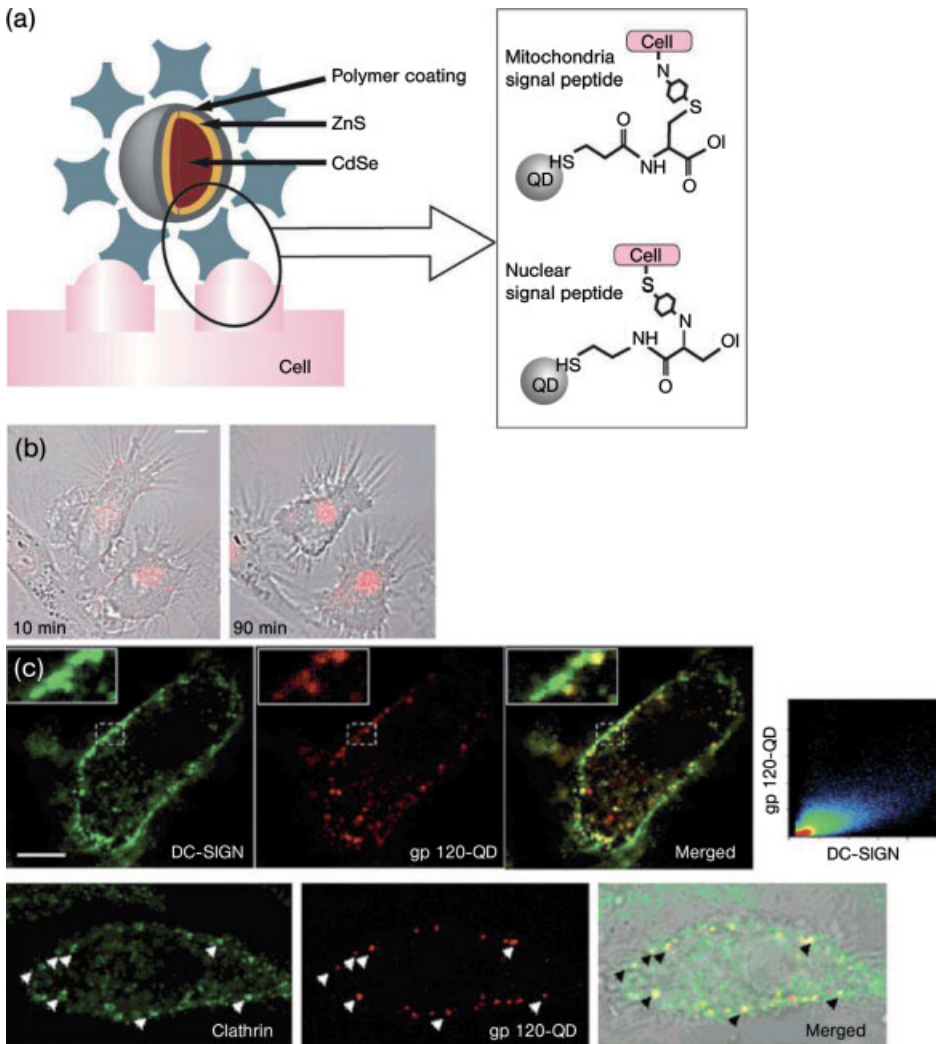 (a)
Polymer coating
ZnS
CdSe
Cell
Mitochondria
signal peptide
Cell
N
S
O
HS
NH
O
OI
QD
Nuclear
signal peptide
Cell
S
N
HS
NH
OI
O
QD
(b)
10 min
90 min
(c)
DC-SIGN
gp 120-QD
Merged
gp 120-QD
DC-SIGN
Clathrin
gp 120-QD
Merged